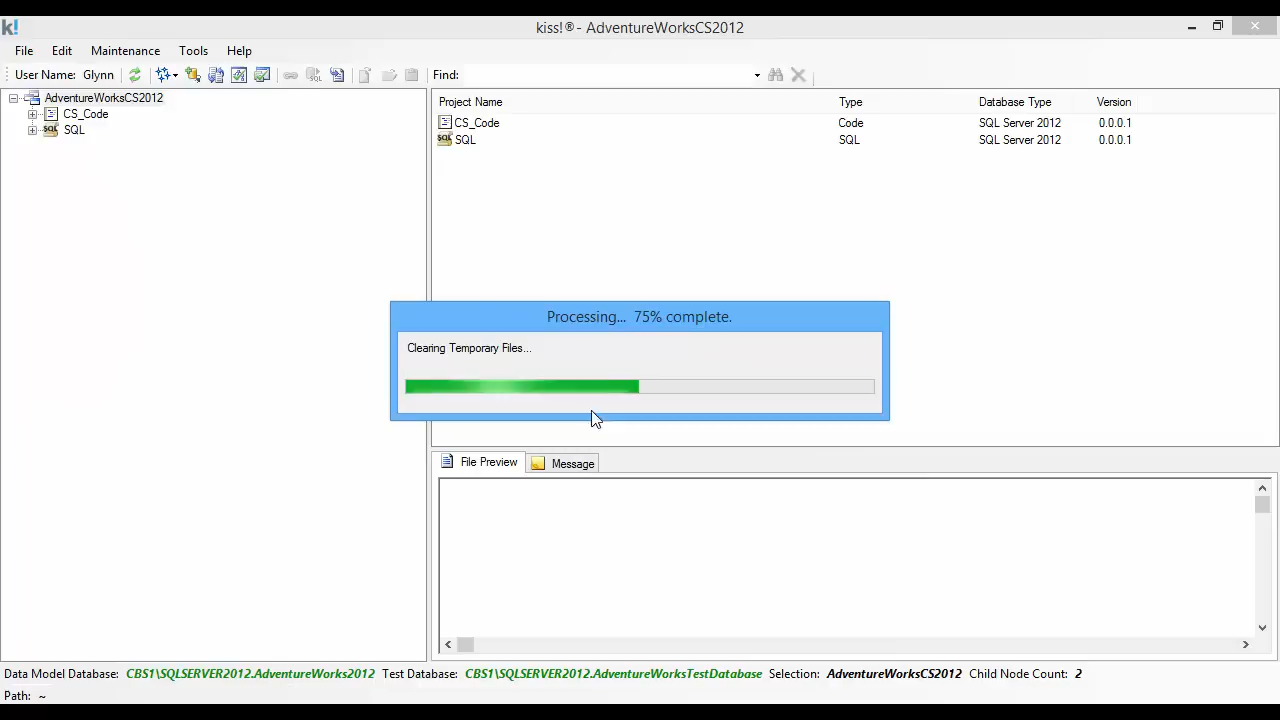 k!
kiss!® - AdventureWorksCS2012
File Edit Maintenance Tools Help
User Name: Glynn
Find:
AdventureWorksCS2012
CS_Code
SQL
Project Name Type Database Type Version
CS_Code Code SQL Server 2012 0.0.0.1
SQL SQL SQL Server 2012 0.0.0.1
Processing... 75% complete.
Clearing Temporary Files...
File Preview Message
Data Model Database: CBS1\SQLSERVER2012.AdventureWorks2012 Test Database: CBS1\SQLSERVER2012.AdventureWorksTestDatabase Selection: AdventureWorksCS2012 Child Node Count: 2
Path: ~